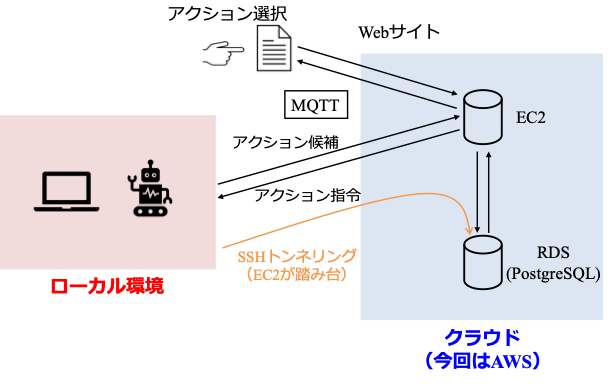 アクション選択
Webサイト
MQTT
EC2
アクション候補
アクション指令
SSHトンネリング
（EC2が踏み台）
RDS
(PostgreSQL)
ローカル環境
クラウド
（今回はAWS）